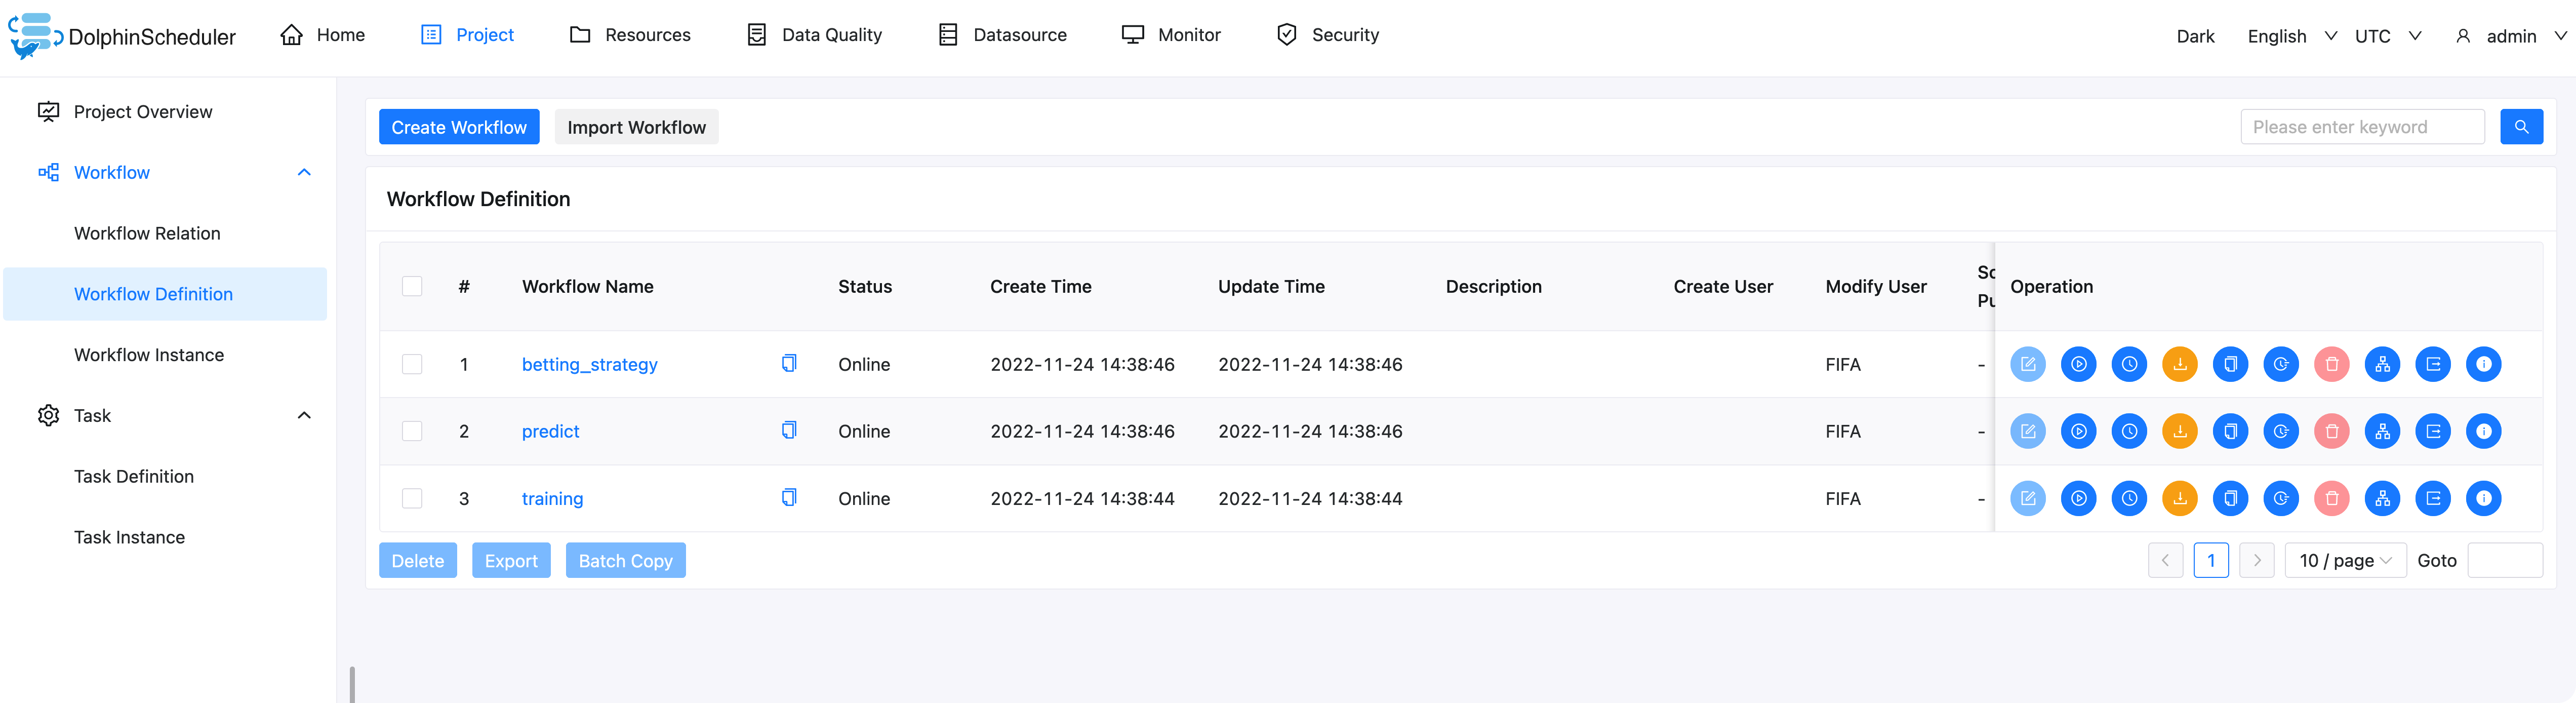 DolphinScheduler Home Project Resources Data Quality Datasource Monitor Security Dark English UTC admin
Project Overview
Workflow
Workflow Relation
Workflow Definition
Workflow Instance
Task
Task Definition
Task Instance
Create Workflow Import Workflow Please enter keyword
Workflow Definition
# Workflow Name Status Create Time Update Time Description Create User Modify User Operation
1 betting_strategy Online 2022-11-24 14:38:46 2022-11-24 14:38:46 FIFA -
2 predict Online 2022-11-24 14:38:46 2022-11-24 14:38:46 FIFA -
3 training Online 2022-11-24 14:38:44 2022-11-24 14:38:44 FIFA -
Delete Export Batch Copy 1 10 / page Goto